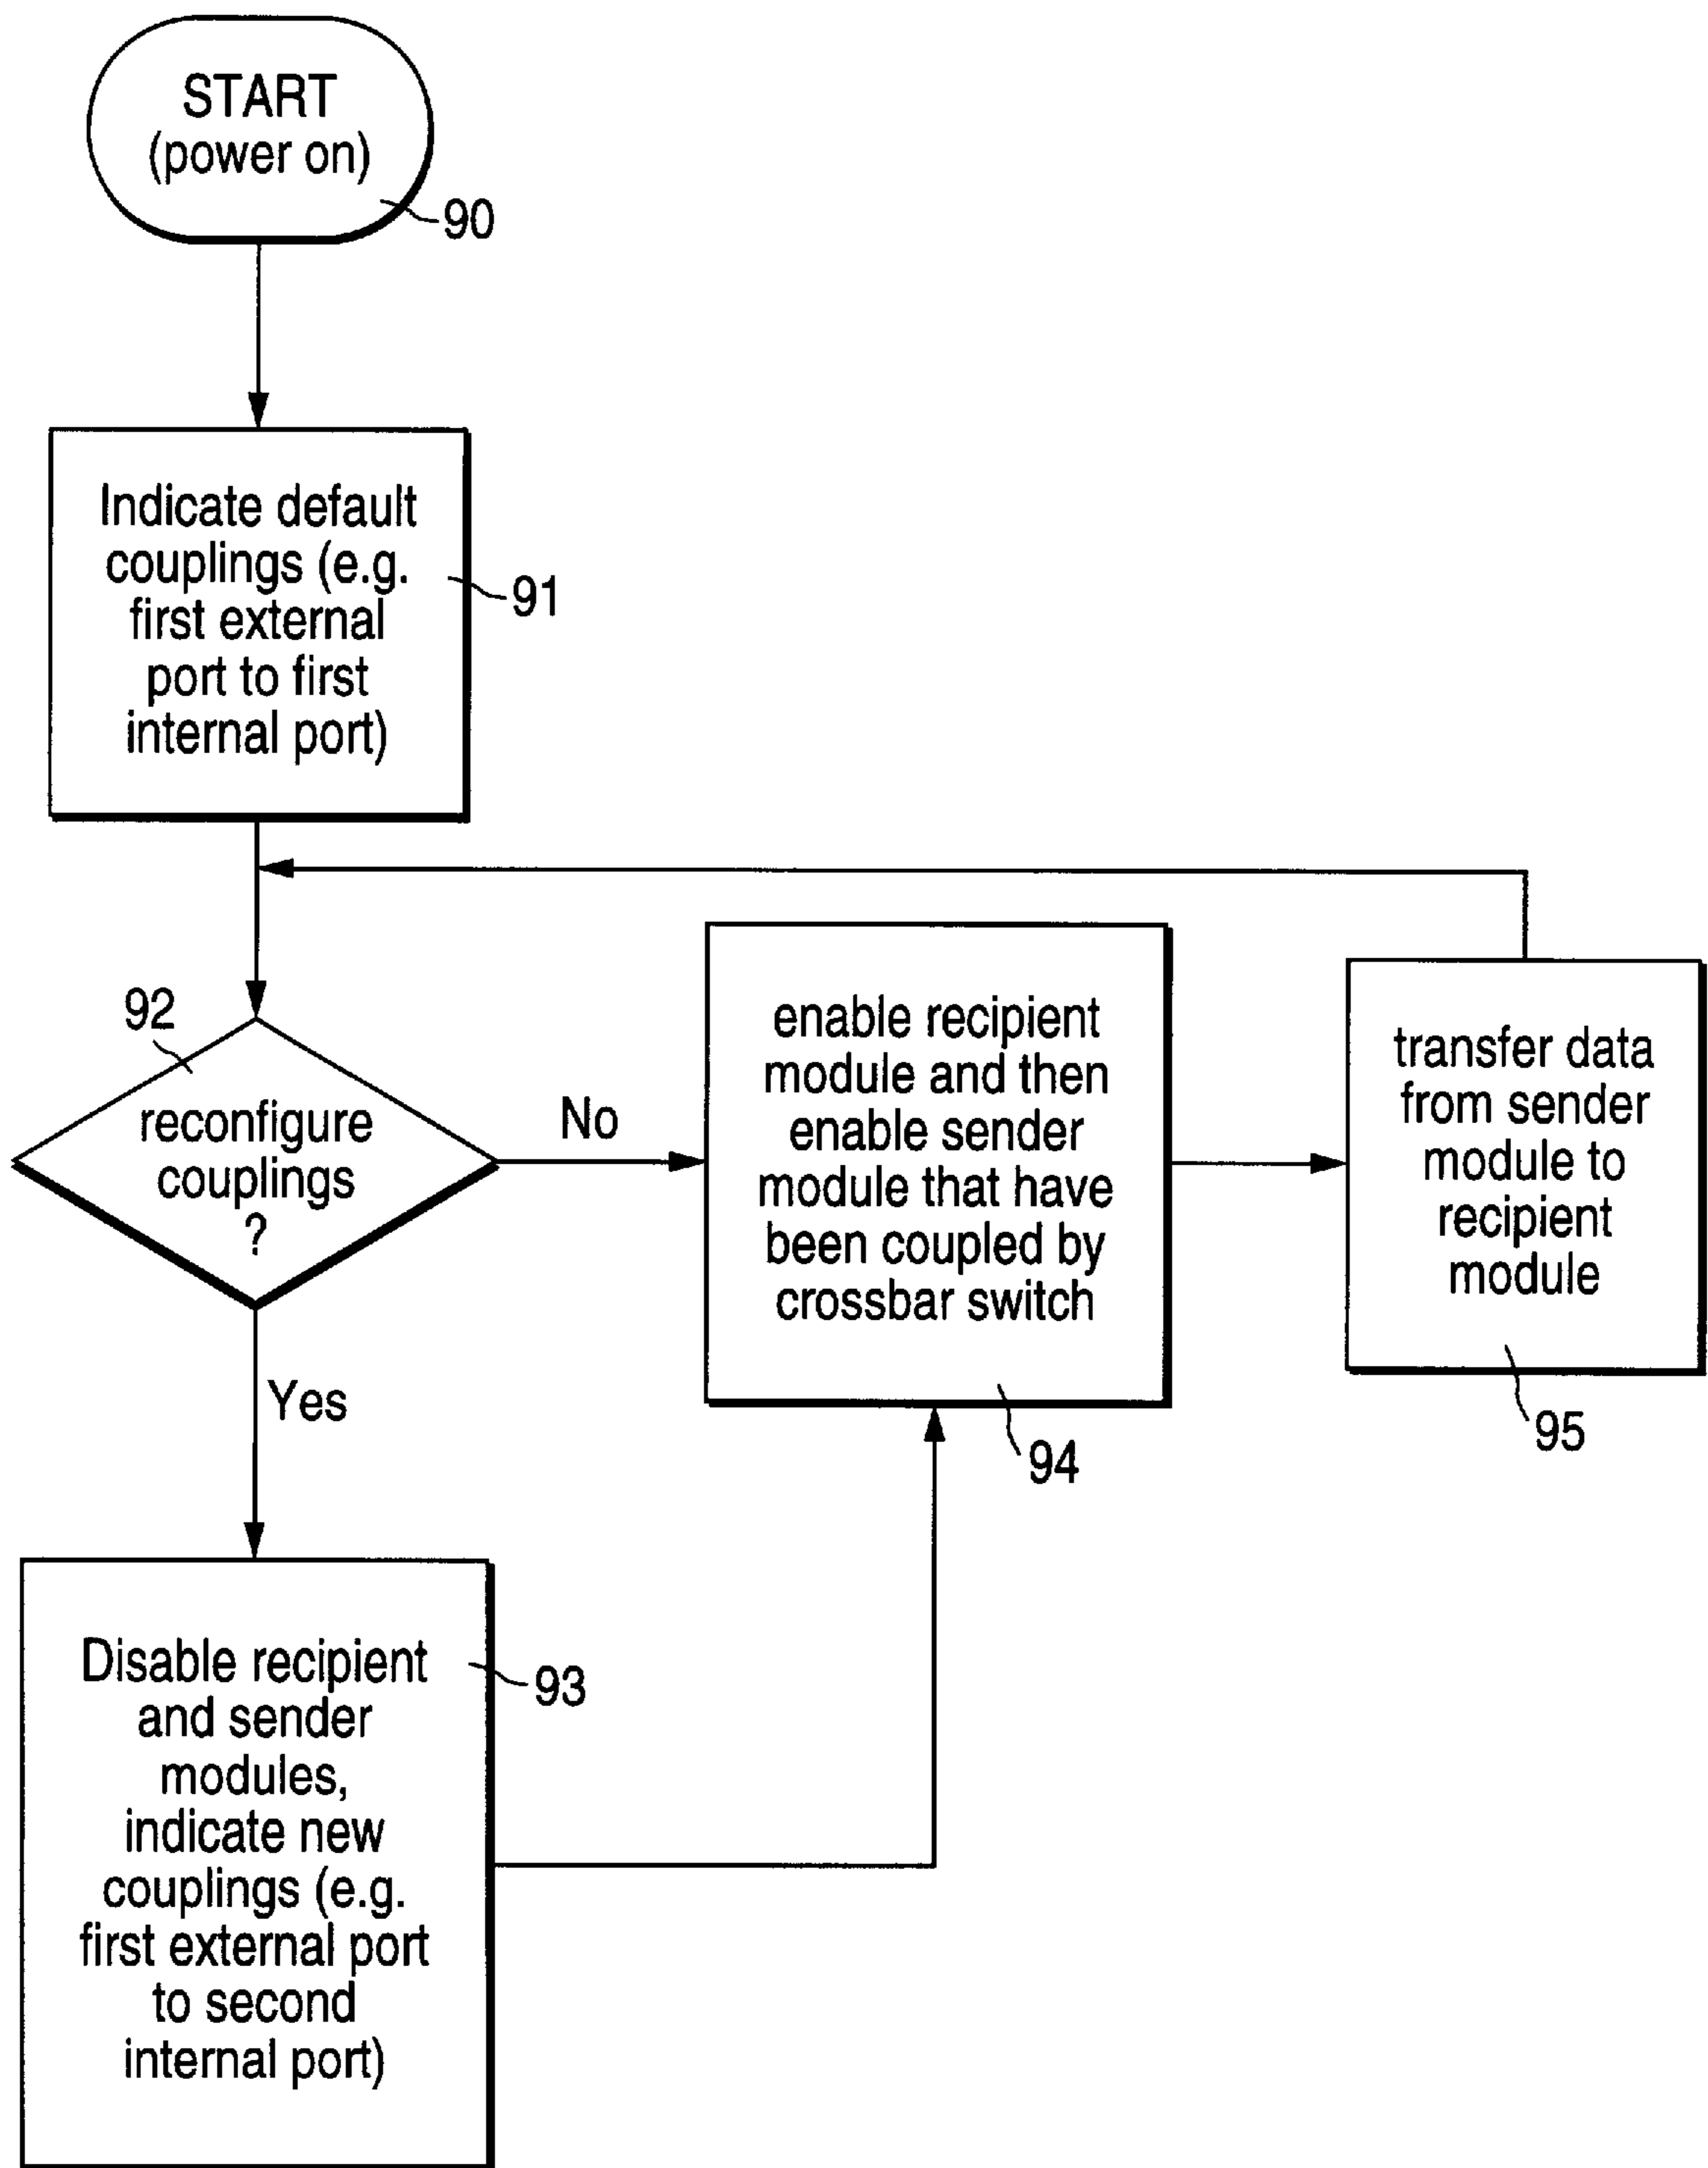 START
(power on)
90
Indicate default
couplings (e.g.
first external
port to first
internal port)
91
92
reconfigure
couplings
?
No
Yes
enable recipient
module and then
enable sender
module that have
been coupled by
crossbar switch
94
transfer data
from sender
module to
recipient
module
95
Disable recipient
and sender
modules,
indicate new
couplings (e.g.
first external port
to second
internal port)
93